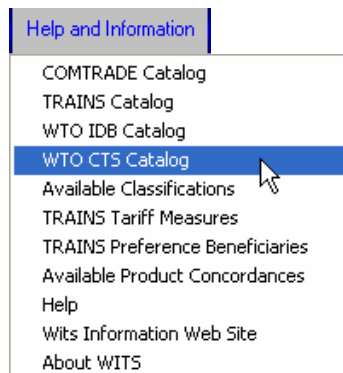 Help and Information
COMTRADE Catalog
TRAINS Catalog
WTO IDB Catalog
WTO CTS Catalog
Available Classifications
TRAINS Tariff Measures
TRAINS Preference Beneficiaries
Available Product Concordances
Help
Wits Information Web Site
About WITS